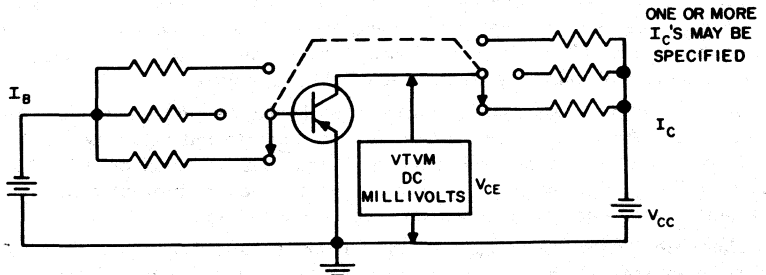 ONE OR MORE
I_C'S MAY BE
SPECIFIED
I_B
I_C
VTVM
DC
MILLIVOLTS
V_CE
V_CC